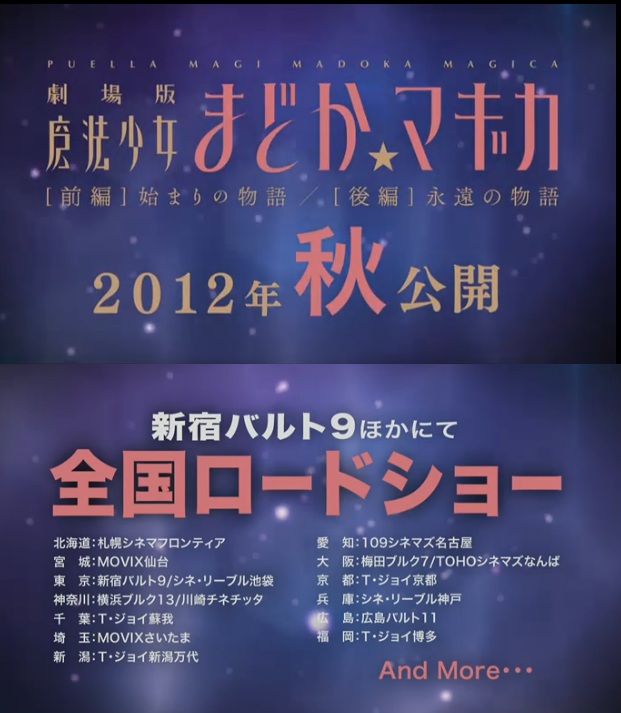 PUELLA MAGI MADOKA MAGICA
劇場版
魔法少女まどか★マギカ
[前編]始まりの物語／[後編]永遠の物語
2012年秋公開
新宿バルト9ほかにて
全国ロードショー
北海道：札幌シネマフロンティア
宮　城：MOVIX仙台
東　京：新宿バルト9/シネ・リーブル池袋
神奈川：横浜ブルク13/川崎チネチッタ
千　葉：T・ジョイ蘇我
埼　玉：MOVIXさいたま
新　潟：T・ジョイ新潟万代
愛　知：109シネマズ名古屋
大　阪：梅田ブルク7/TOHOシネマズなんば
京　都：T・ジョイ京都
兵　庫：シネ・リーブル神戸
広　島：広島バルト11
福　岡：T・ジョイ博多
And More・・・